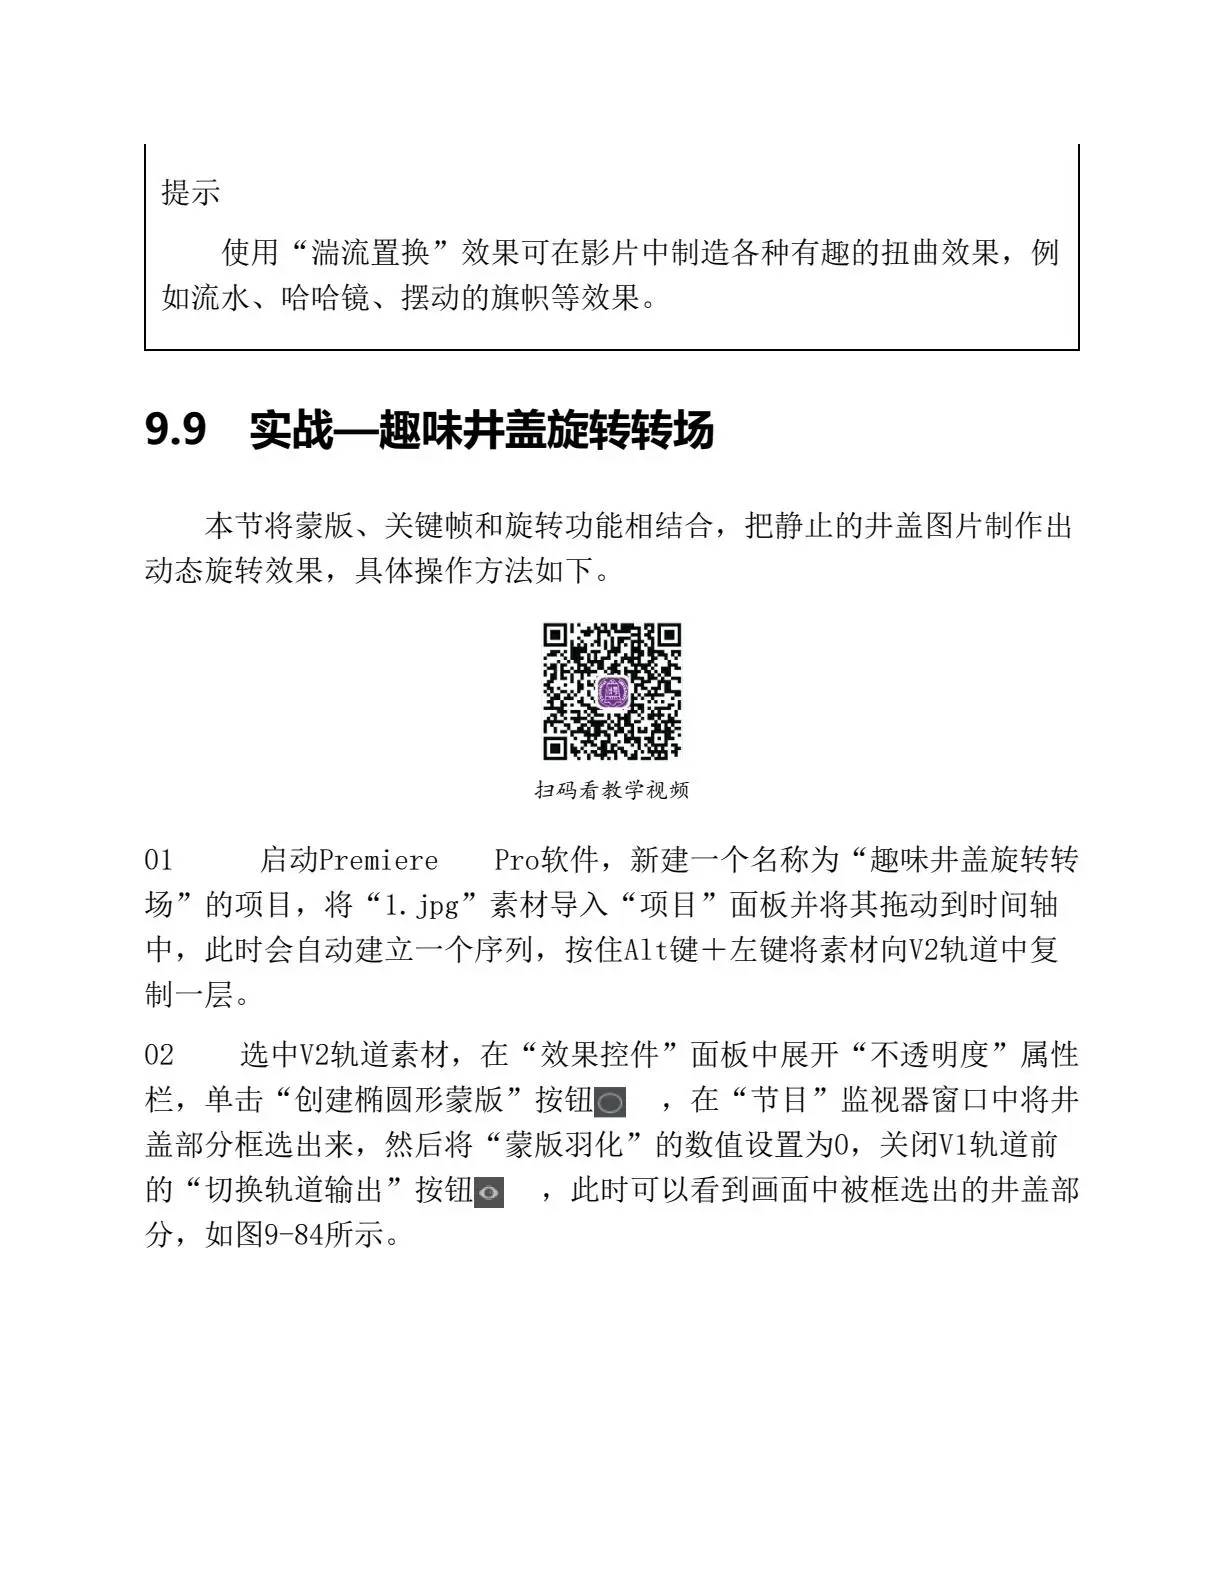 提示
使用“湍流置换”效果可在影片中制造各种有趣的扭曲效果，例
如流水、哈哈镜、摆动的旗帜等效果。
9.9 实战—趣味井盖旋转转场
本节将蒙版、关键帧和旋转功能相结合，把静止的井盖图片制作出
动态旋转效果，具体操作方法如下。
扫码看教学视频
01 启动Premiere Pro软件，新建一个名称为“趣味井盖旋转转
场”的项目，将“1.jpg”素材导入“项目”面板并将其拖动到时间轴
中，此时会自动建立一个序列，按住Alt键＋左键将素材向V2轨道中复
制一层。
02 选中V2轨道素材，在“效果控件”面板中展开“不透明度”属性
栏，单击“创建椭圆形蒙版”按钮 ，在“节目”监视器窗口中将井
盖部分框选出来，然后将“蒙版羽化”的数值设置为0，关闭V1轨道前
的“切换轨道输出”按钮 ，此时可以看到画面中被框选出的井盖部
分，如图9-84所示。